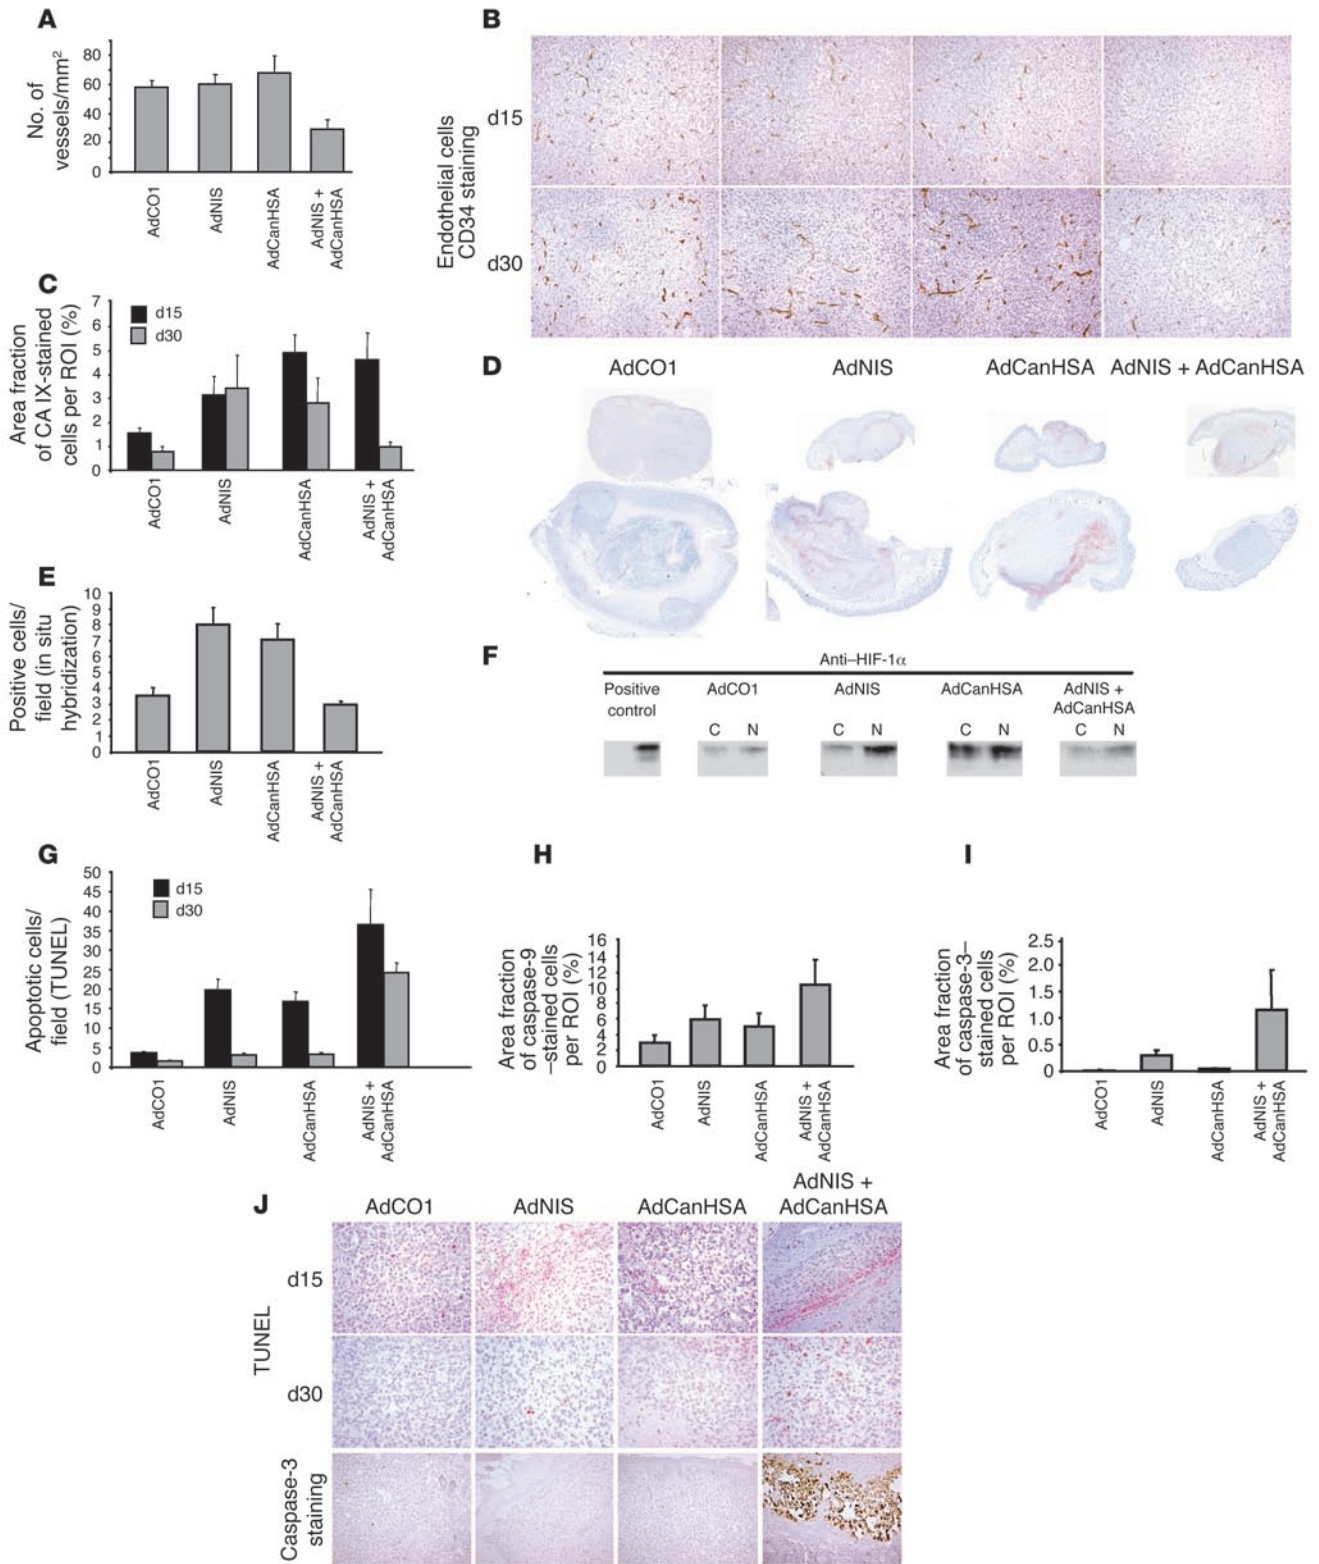 A
No. of
vessels/mm²
80
60
40
20
0
AdCO1
AdNIS
AdCanHSA
AdNIS +
AdCanHSA
B
Endothelial cells
CD34 staining
d15
d30
C
Area fraction
of CA IX-stained
cells per ROI (%)
7
6
5
4
3
2
1
0
d15
d30
AdCO1
AdNIS
AdCanHSA
AdNIS +
AdCanHSA
D
AdCO1
AdNIS
AdCanHSA
AdNIS + AdCanHSA
E
Positive cells/
field (in situ
hybridization)
10
9
8
7
6
5
4
3
2
1
0
AdCO1
AdNIS
AdCanHSA
AdNIS +
AdCanHSA
F
Anti–HIF-1α
Positive
control
AdCO1
AdNIS
AdCanHSA
AdNIS +
AdCanHSA
C N
C N
C N
C N
G
Apoptotic cells/
field (TUNEL)
50
45
40
35
30
25
20
15
10
5
0
d15
d30
AdCO1
AdNIS
AdCanHSA
AdNIS +
AdCanHSA
H
Area fraction
of caspase-9
–stained cells
per ROI (%)
16
14
12
10
8
6
4
2
0
AdCO1
AdNIS
AdCanHSA
AdNIS +
AdCanHSA
I
Area fraction
of caspase-3–
stained cells
per ROI (%)
2.5
2.0
1.5
1.0
0.5
0
AdCO1
AdNIS
AdCanHSA
AdNIS +
AdCanHSA
J
AdCO1
AdNIS
AdCanHSA
AdNIS +
AdCanHSA
TUNEL
d15
d30
Caspase-3
staining